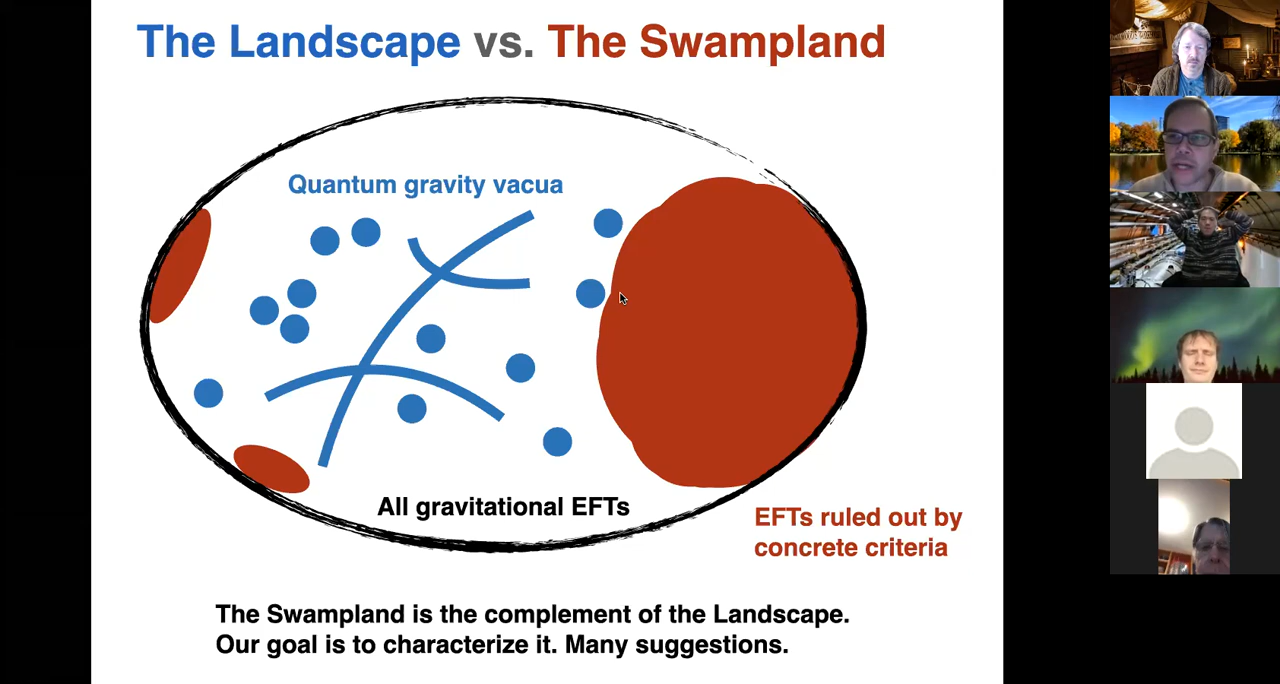 The Landscape vs. The Swampland
Quantum gravity vacua
All gravitational EFTs
EFTs ruled out by
concrete criteria
The Swampland is the complement of the Landscape.
Our goal is to characterize it. Many suggestions.